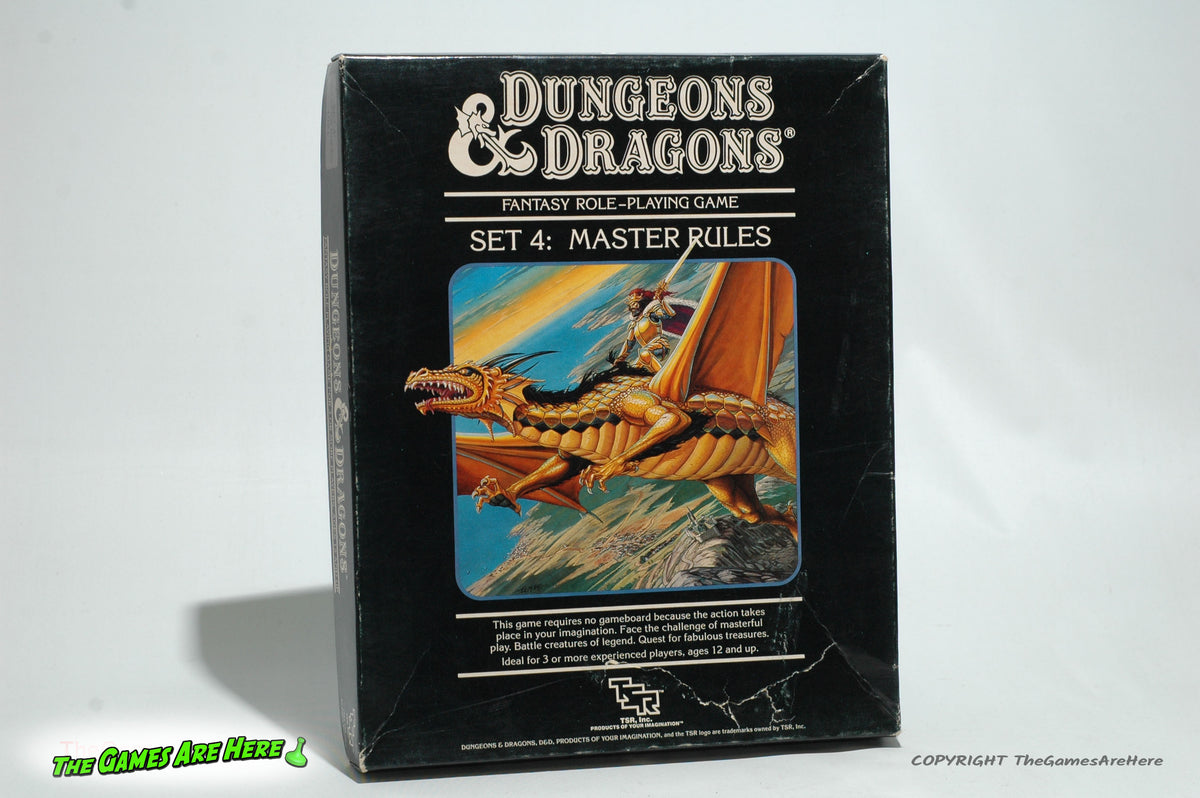 DUNGEONS
& DRAGONS®
FANTASY ROLE-PLAYING GAME
SET 4: MASTER RULES
This game requires no gameboard because the action takes
place in your imagination. Face the challenge of masterful
play. Battle creatures of legend. Quest for fabulous treasures.
Ideal for 3 or more experienced players, ages 12 and up.
TSR™
TSR, Inc.
PRODUCTS OF YOUR IMAGINATION™
DUNGEONS & DRAGONS, D&D, PRODUCTS OF YOUR IMAGINATION, and the TSR logo are trademarks owned by TSR, Inc.
DUNGEONS & DRAGONS
THE GAMES ARE HERE
COPYRIGHT TheGamesAreHere